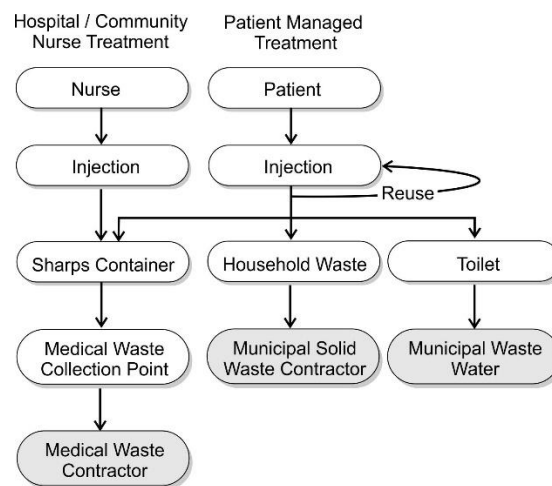 Hospital / Community
Nurse Treatment
Patient Managed
Treatment
Nurse
Patient
Injection
Injection
Reuse
Sharps Container
Household Waste
Toilet
Medical Waste
Collection Point
Municipal Solid
Waste Contractor
Municipal Waste
Water
Medical Waste
Contractor